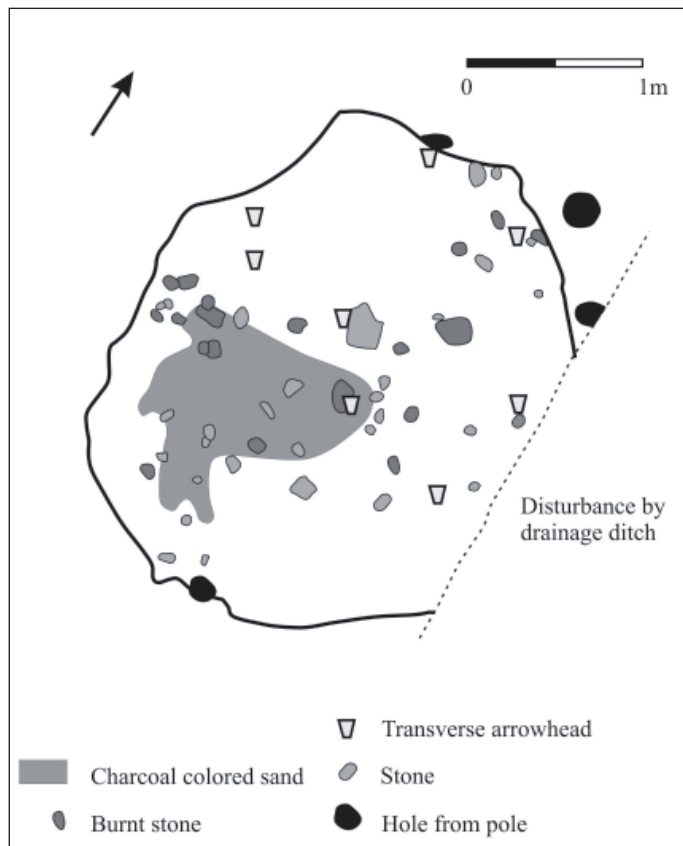 0 1m
Disturbance by
drainage ditch
Transverse arrowhead
Charcoal colored sand
Stone
Burnt stone
Hole from pole